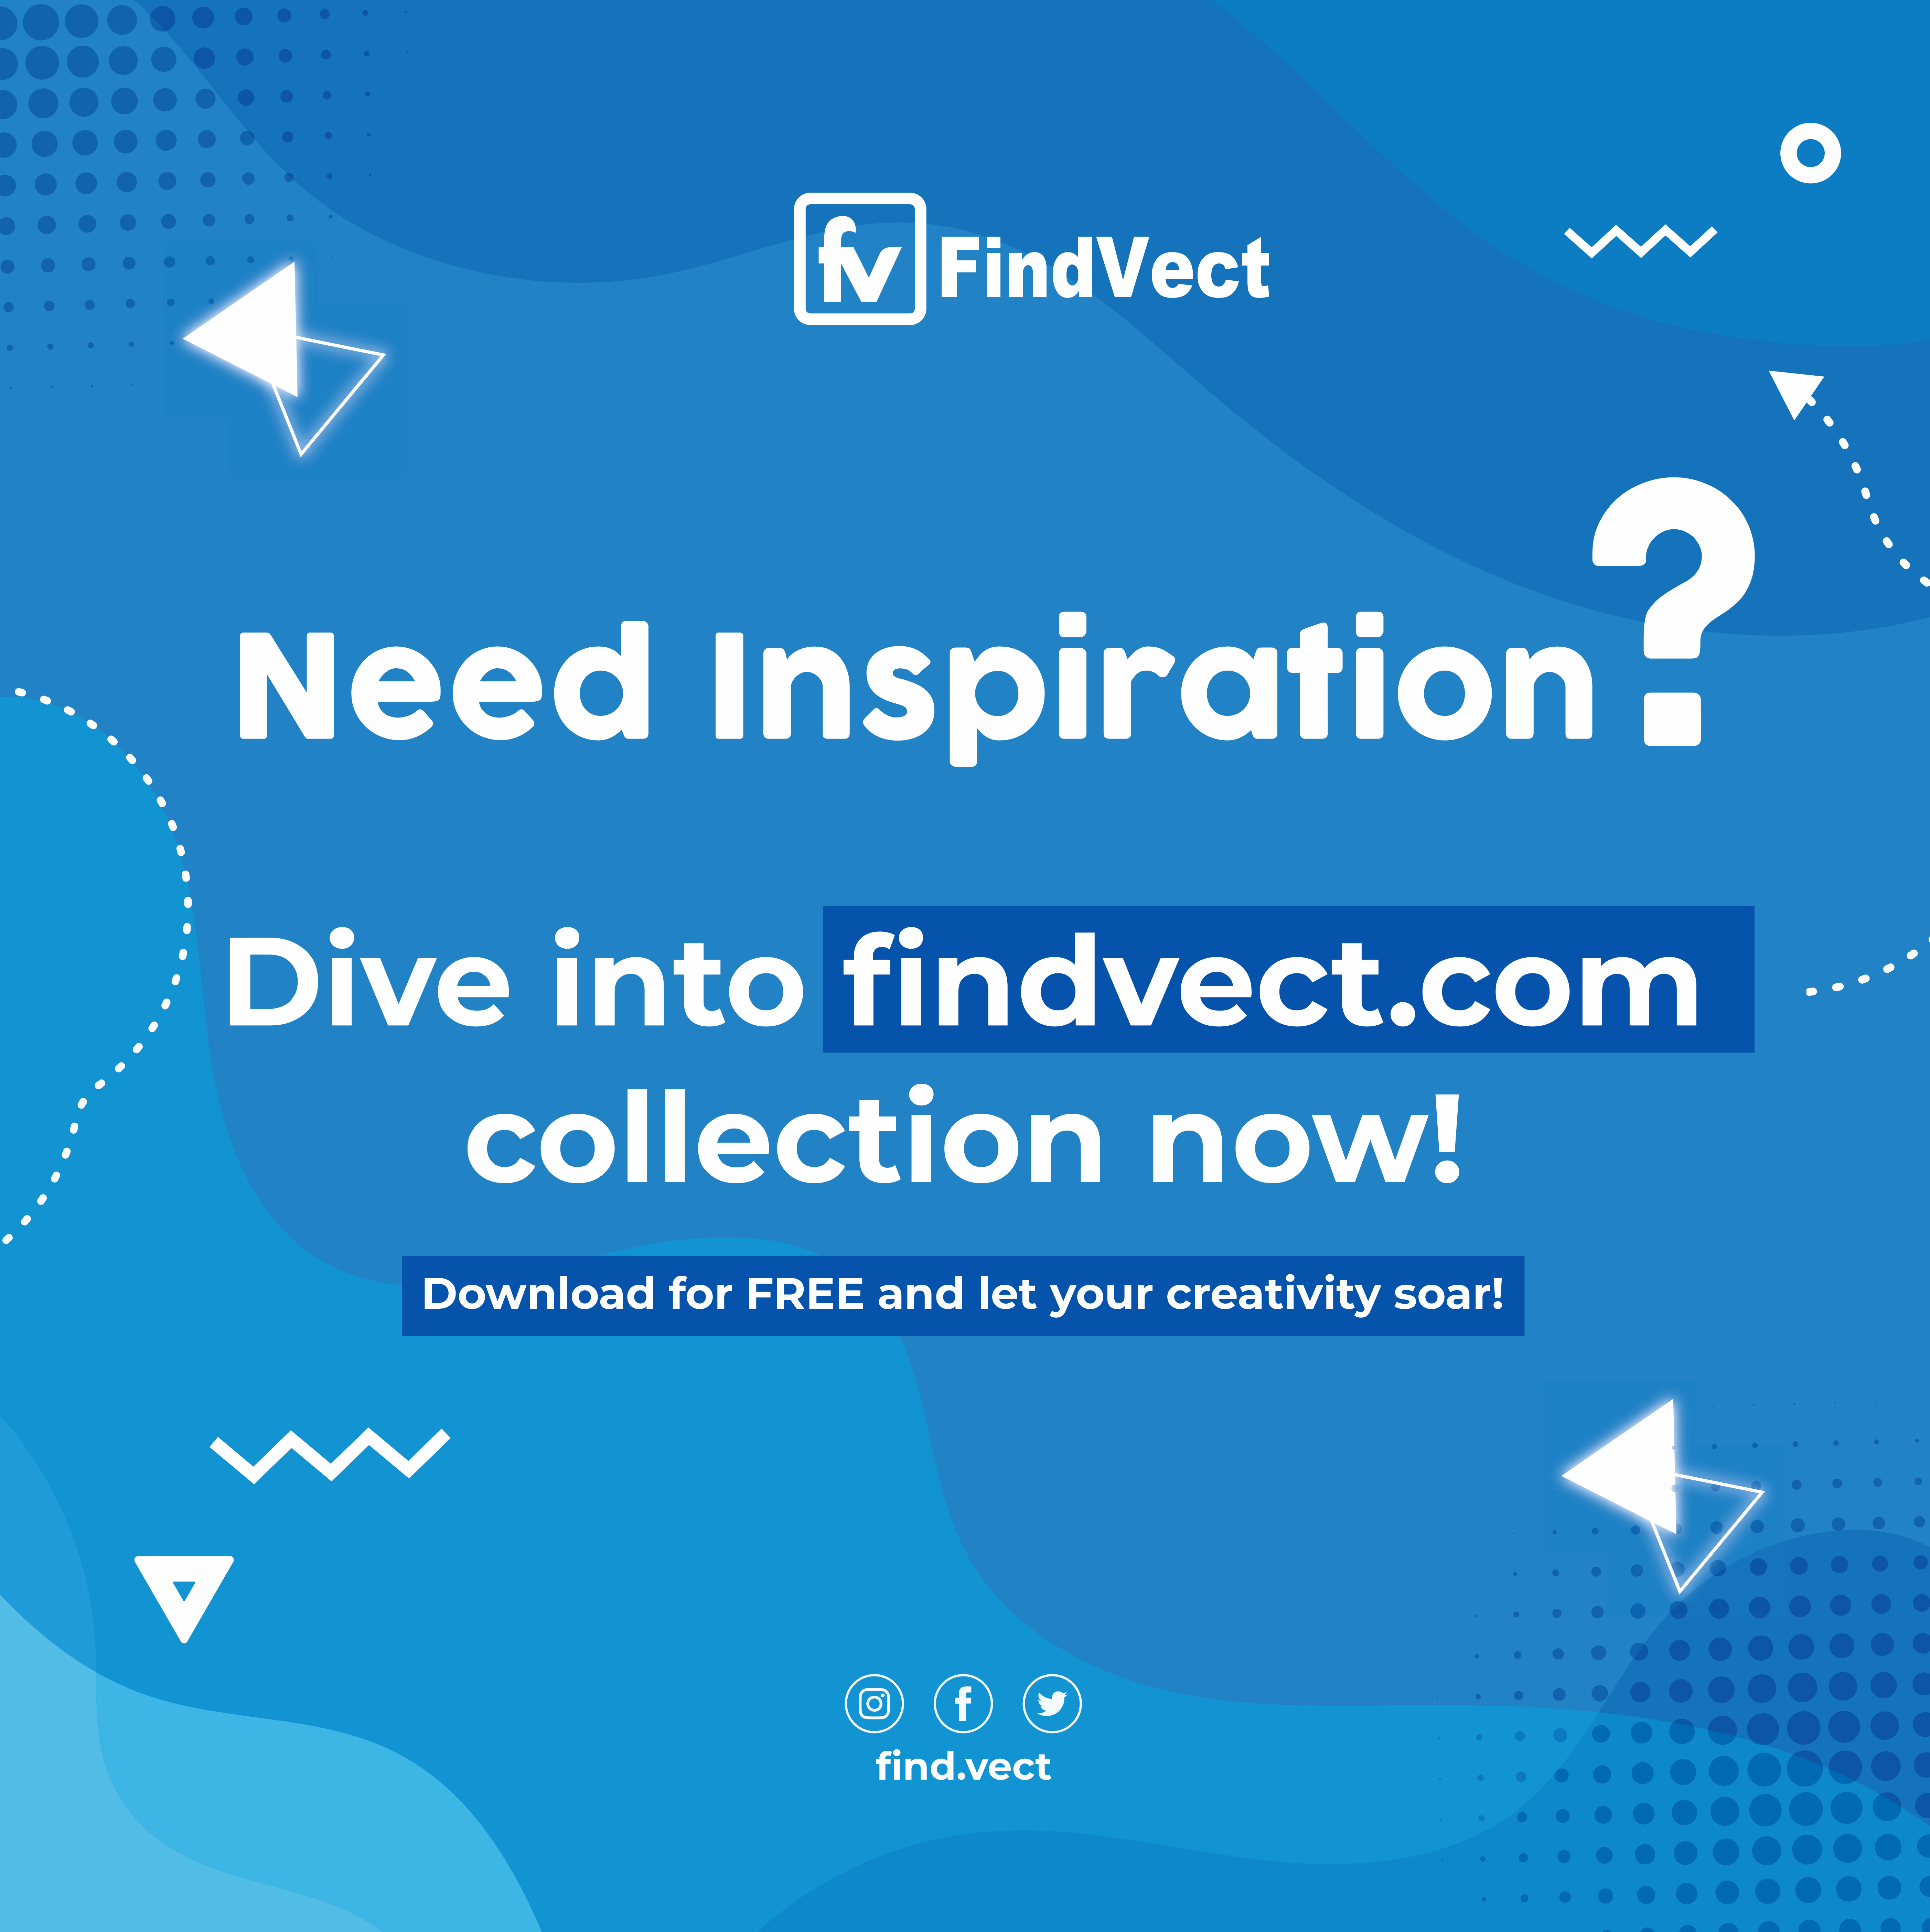 fv FindVect
Need Inspiration?
Dive into findvect.com
collection now!
Download for FREE and let your creativity soar!
find.vect